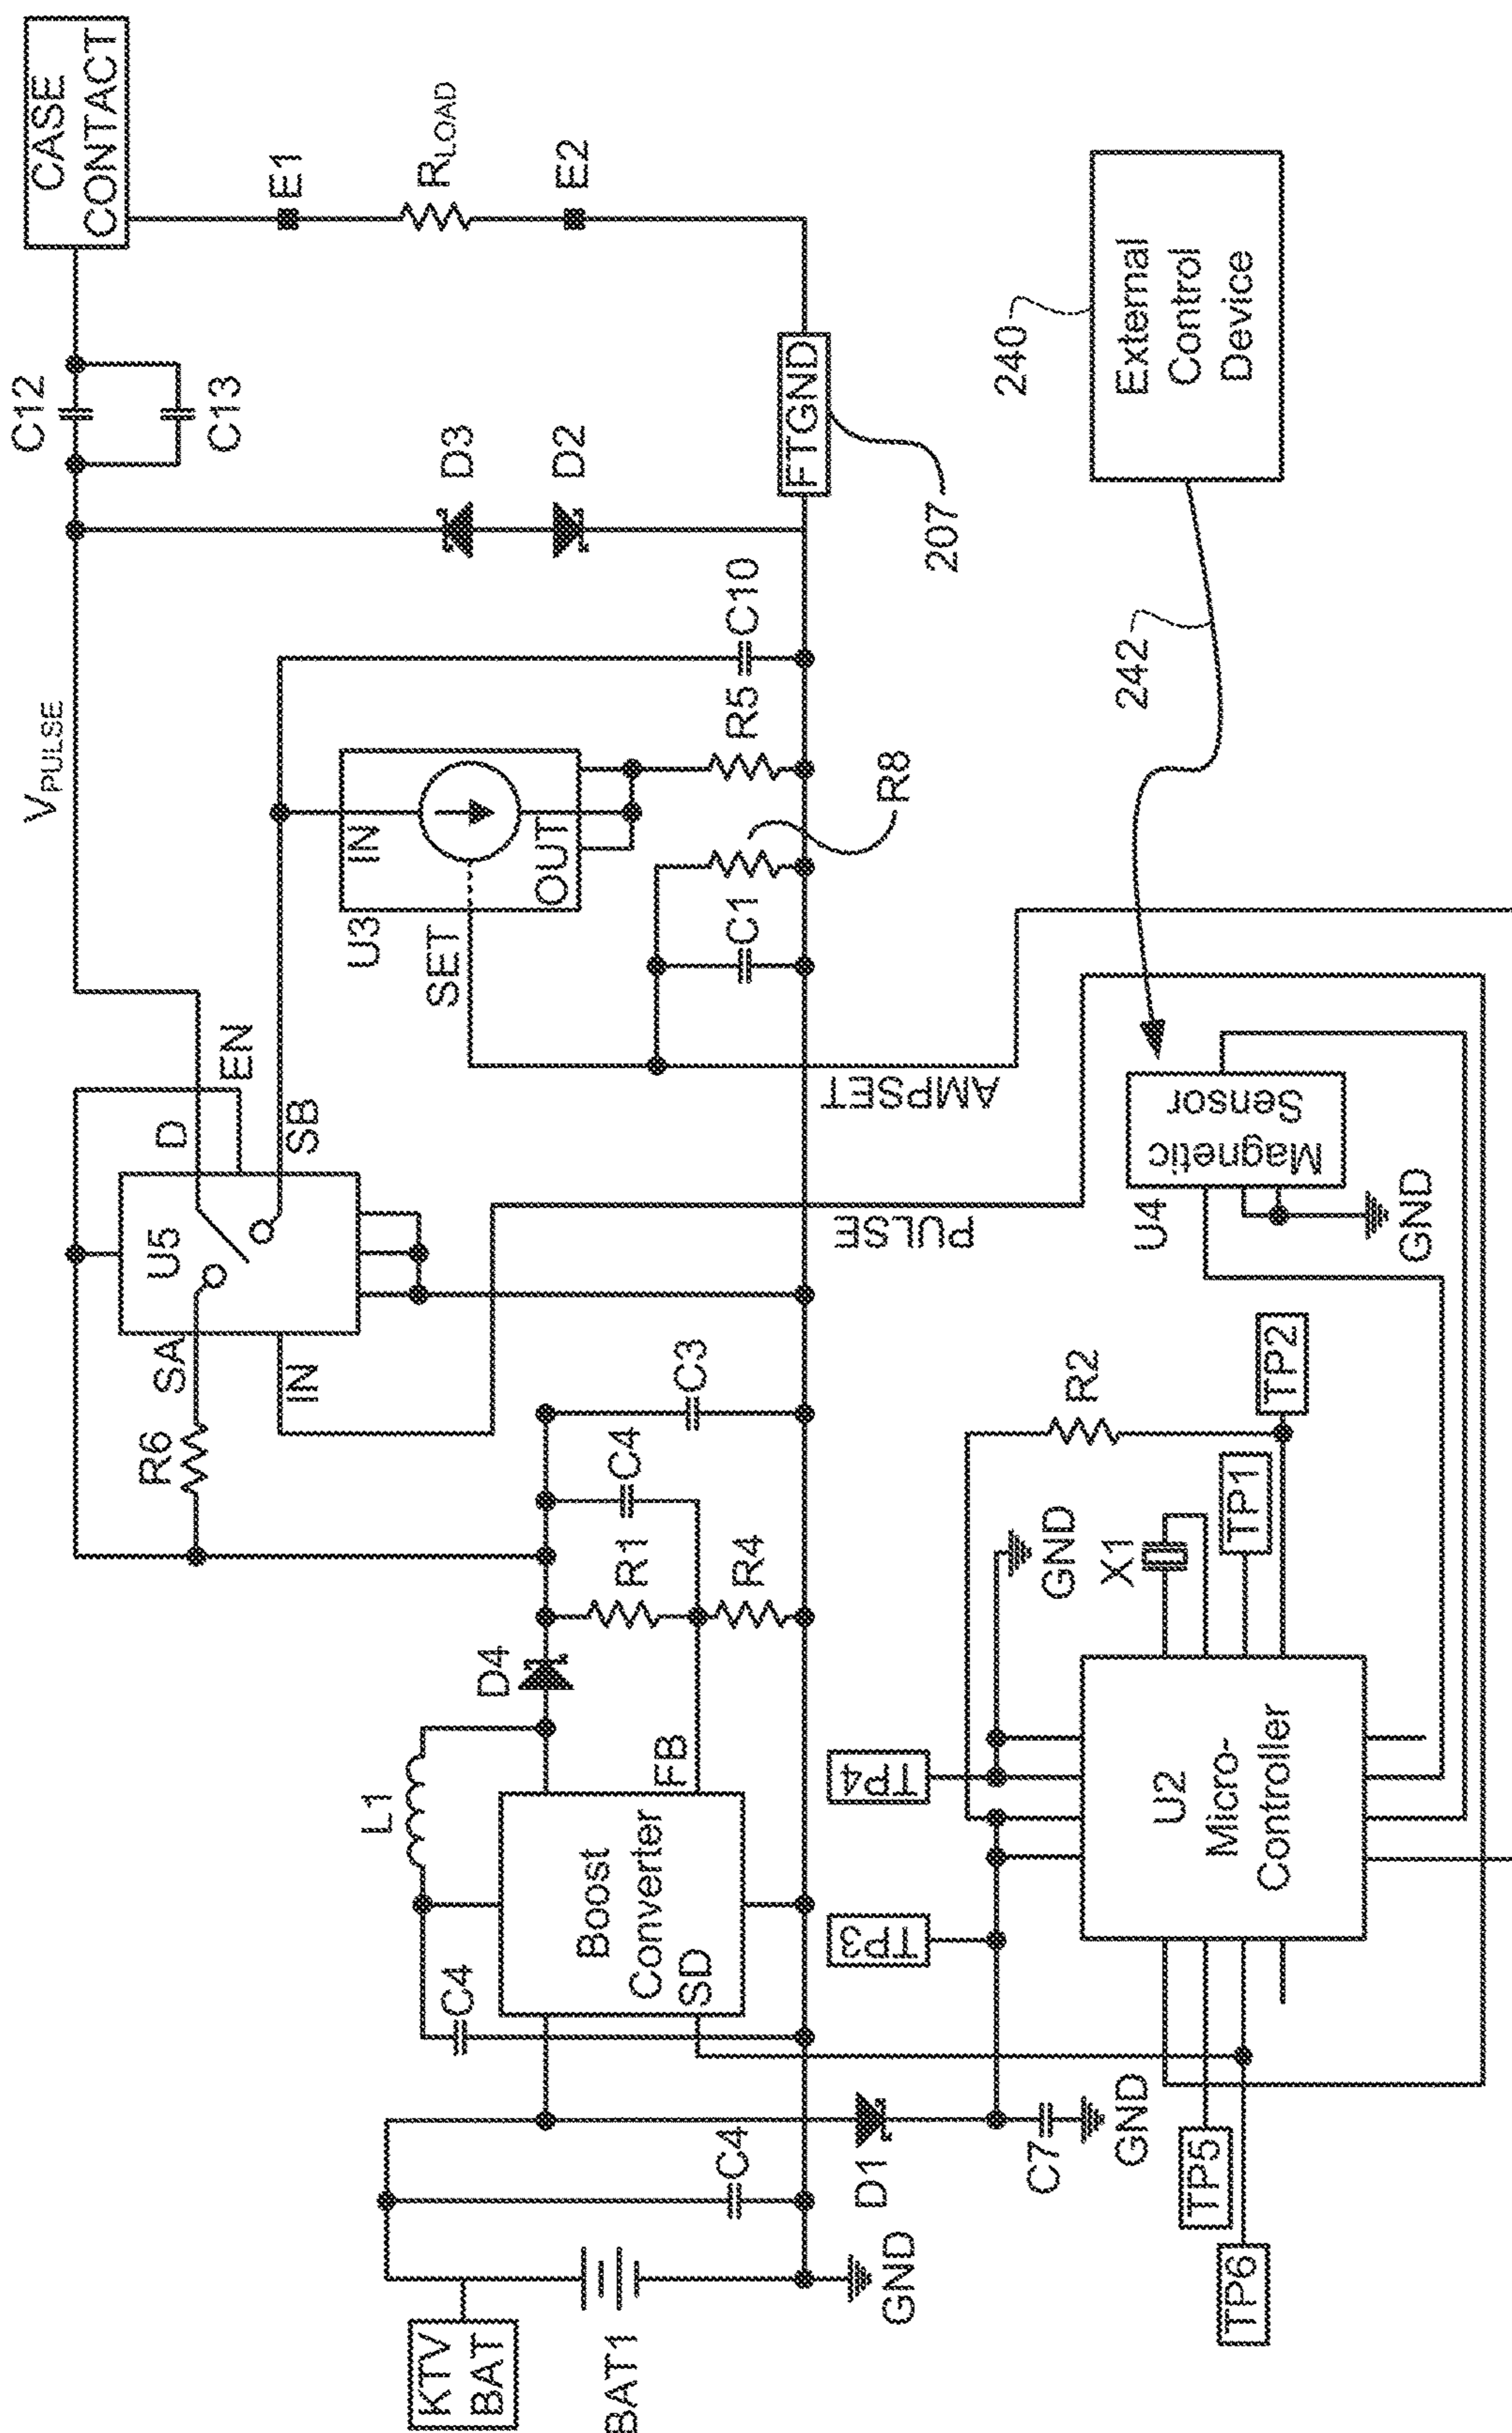 CASE
CONTACT
C12
C13
VPULSE
E1
RLOAD
E2
D3
D2
FTGND
207
C10
R5
R8
C1
U3
IN
OUT
SET
AMPSET
EN
D
SB
U5
SA
IN
R6
PULSE
C3
C4
R1
R4
D4
L1
FB
Boost
Converter
SD
C4
C4
KTV
BAT
BAT1
GND
D1
C7
GND
240
External
Control
Device
242
Magnetic
Sensor
U4
GND
R2
TP2
TP1
X1
GND
TP4
TP3
U2
Micro-
Controller
TP5
TP6